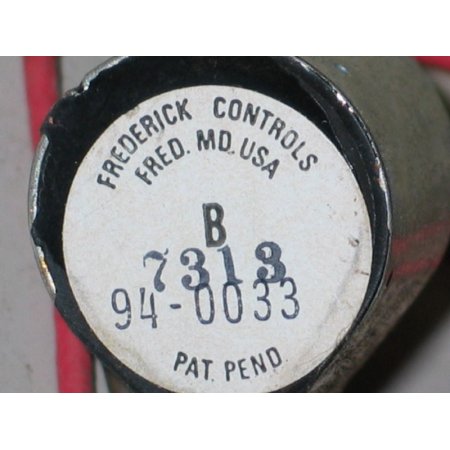 FREDERICK CONTROLS
FRED. MD. USA
B
7313
94-0033
PAT. PEND.